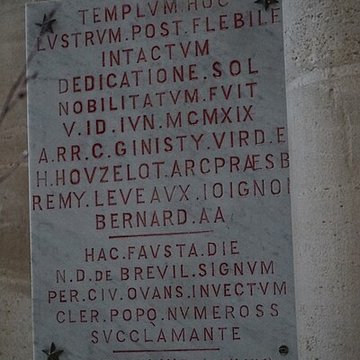 TEMPLVM.HOC
LVSTRVM.POST.FLEBILE
INTACTVM
DEDICATIONE.SOL
NOBILITATVM.FVIT
V.ID.IVN.MCMXIX
A.RR.C.GINISTY.VIRD.E
H.HOVZELOT.ARCPRÆSB
REMY.LEVEAVX.IOIGNO
BERNARD.AA
HAC.FAVSTA.DIE
N.D.DE BREVIL.SIGNVM
PER.CIV.OVANS.INVECTVM
CLER.POPQ.NVMEROSS
SVCCLAMANTE